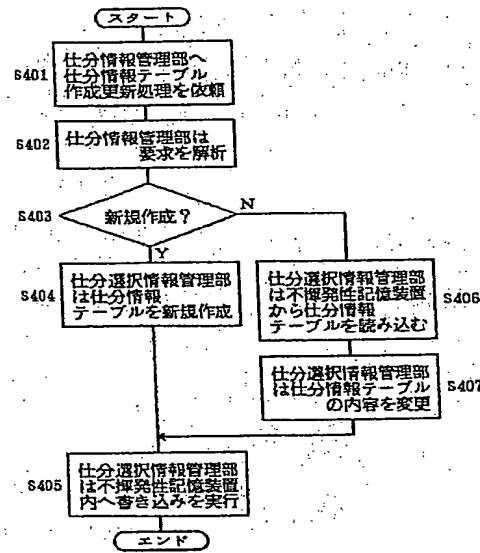 スタート
S401
仕分情報管理部へ
仕分情報テーブル
作成更新処理を依頼
S402
仕分情報管理部は
要求を解析
S403
新規作成？
N
Y
S404
仕分選択情報管理部
は仕分情報
テーブルを新規作成
仕分選択情報管理部
は不揮発性記憶装置
から仕分情報
テーブルを読み込む
S406
仕分選択情報管理部
は仕分情報テーブル
の内容を変更
S407
S405
仕分選択情報管理部
は不揮発性記憶装置
内へ書き込みを実行
エンド